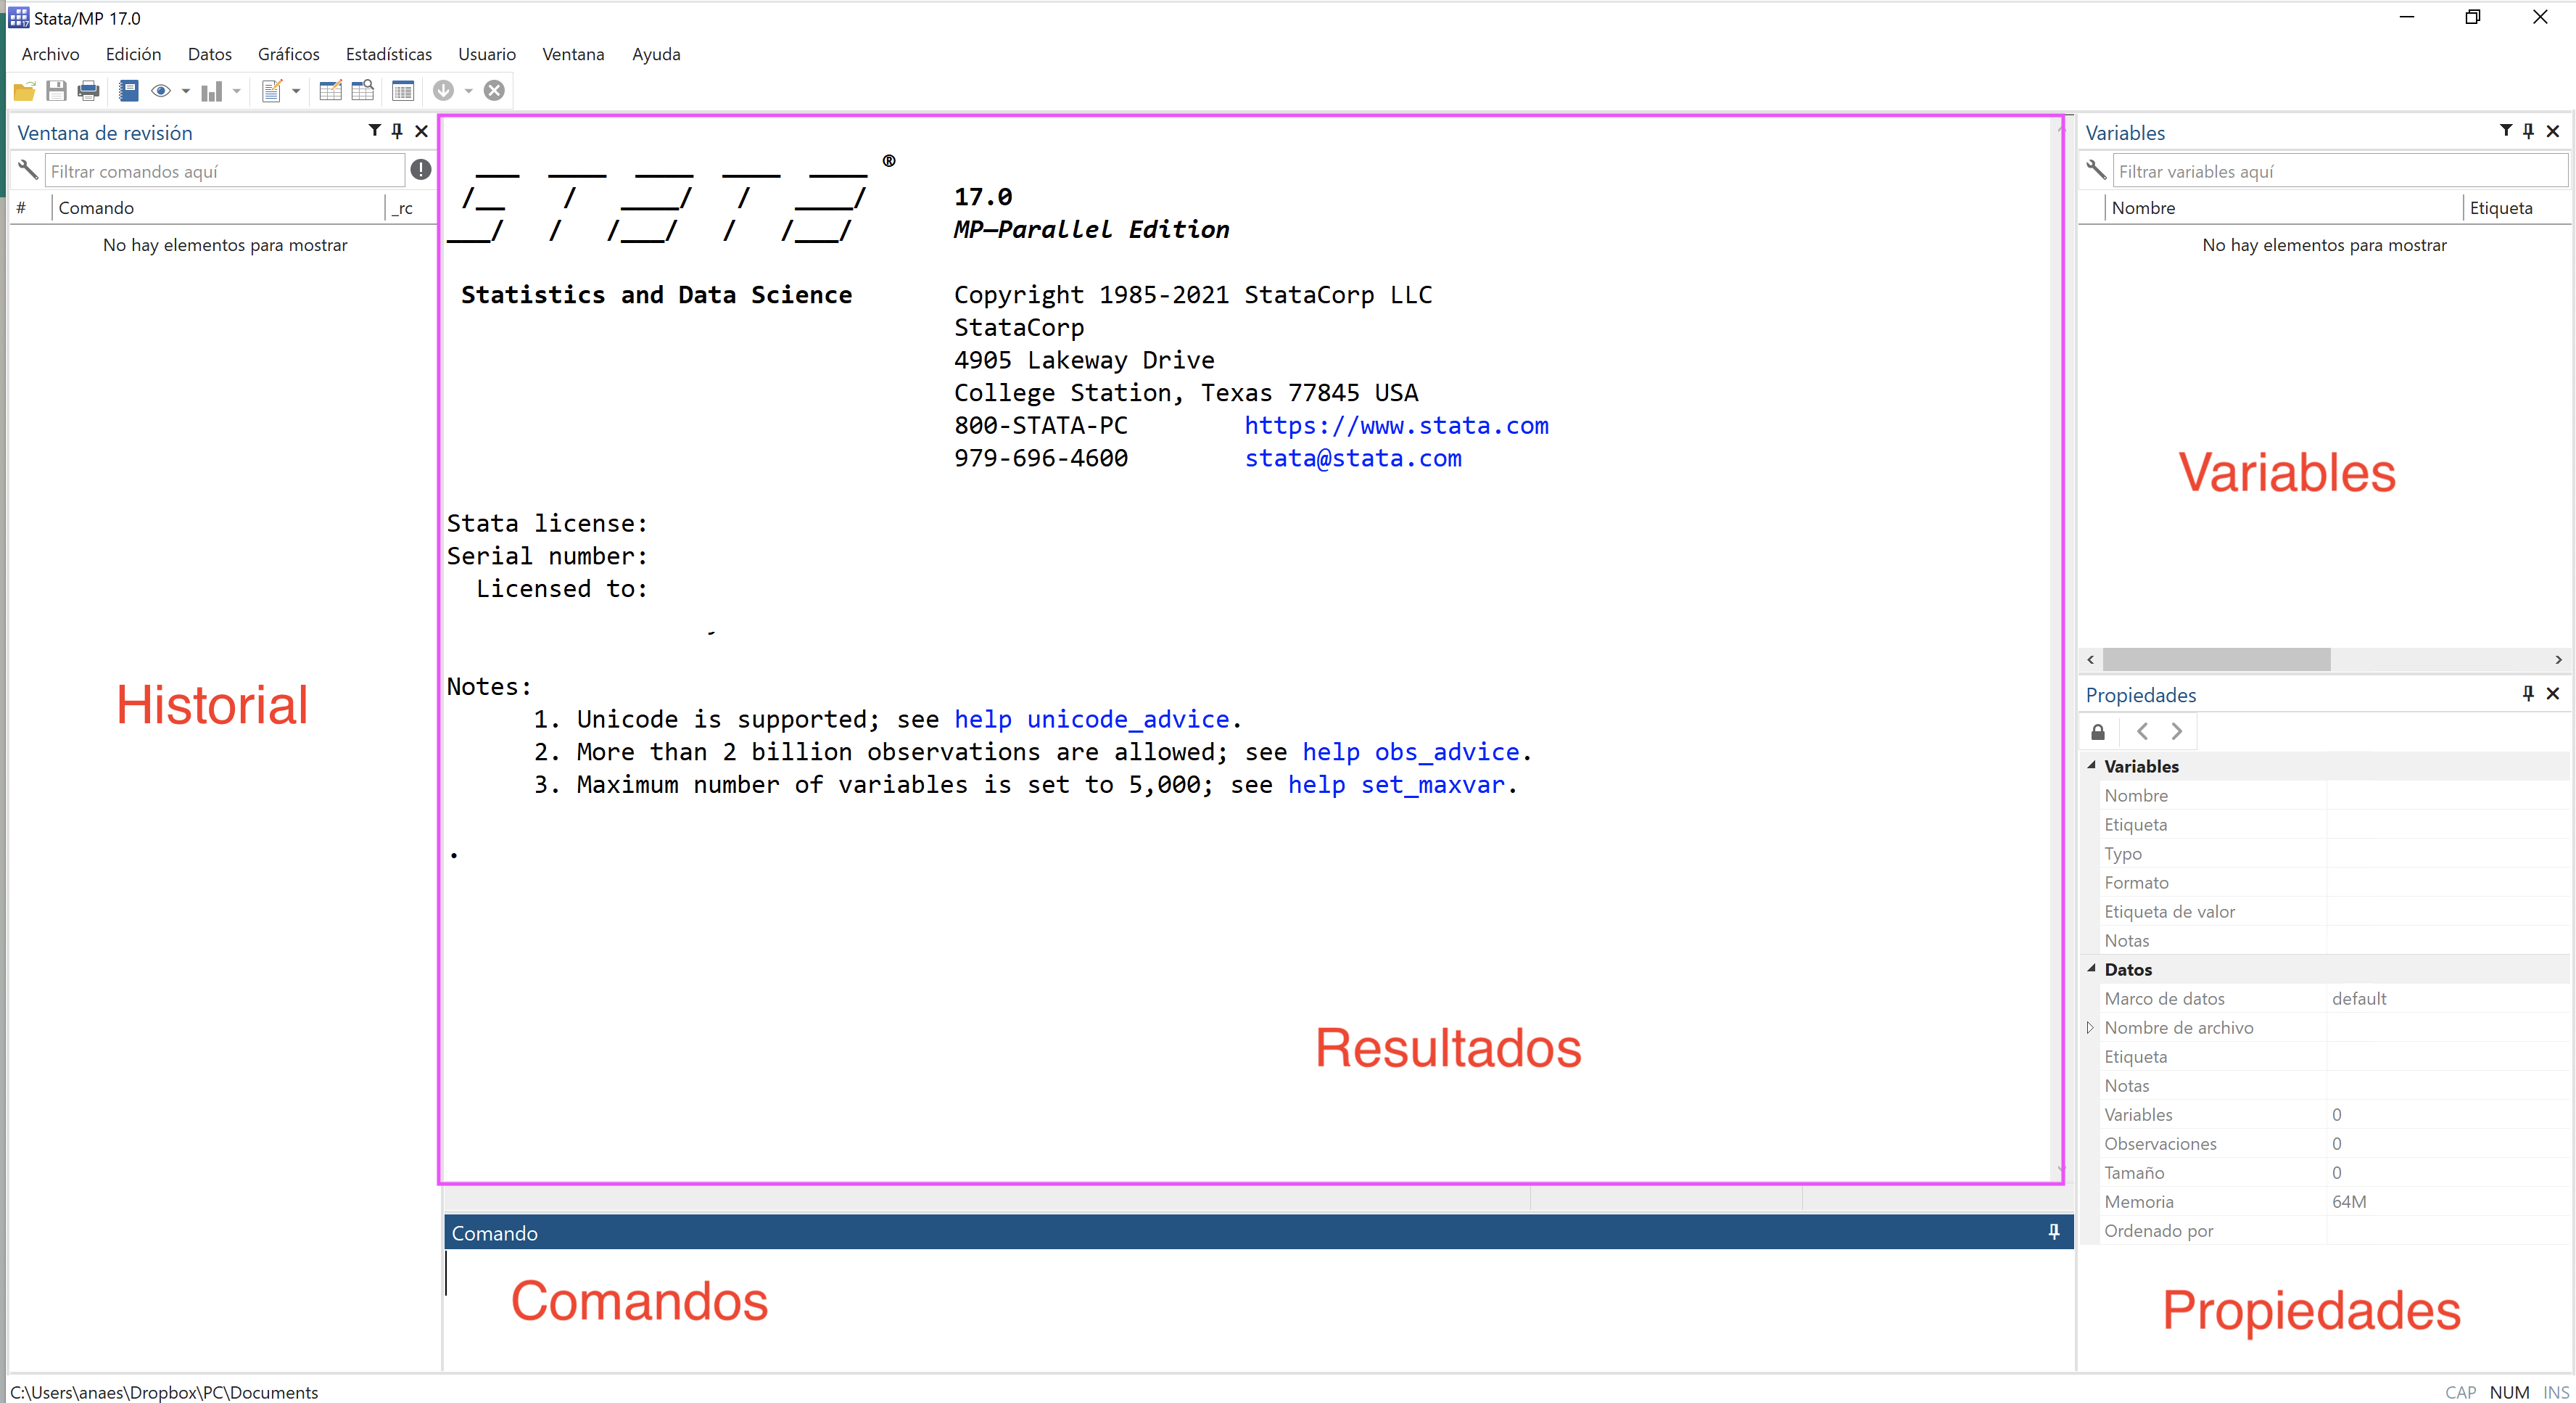 Stata/MP 17.0
Archivo Edición Datos Gráficos Estadísticas Usuario Ventana Ayuda
Ventana de revisión
Filtrar comandos aquí
# Comando _rc
No hay elementos para mostrar
Historial
®
17.0
MP—Parallel Edition
Statistics and Data Science Copyright 1985-2021 StataCorp LLC
StataCorp
4905 Lakeway Drive
College Station, Texas 77845 USA
800-STATA-PC https://www.stata.com
979-696-4600 stata@stata.com
Stata license:
Serial number:
Licensed to:
Notes:
1. Unicode is supported; see help unicode_advice.
2. More than 2 billion observations are allowed; see help obs_advice.
3. Maximum number of variables is set to 5,000; see help set_maxvar.
.
Resultados
Comando
Comandos
Variables
Filtrar variables aquí
Nombre Etiqueta
No hay elementos para mostrar
Variables
Propiedades
Variables
Nombre
Etiqueta
Typo
Formato
Etiqueta de valor
Notas
Datos
Marco de datos default
Nombre de archivo
Etiqueta
Notas
Variables 0
Observaciones 0
Tamaño 0
Memoria 64M
Ordenado por
Propiedades
C:\Users\anaes\Dropbox\PC\Documents
CAP NUM INS